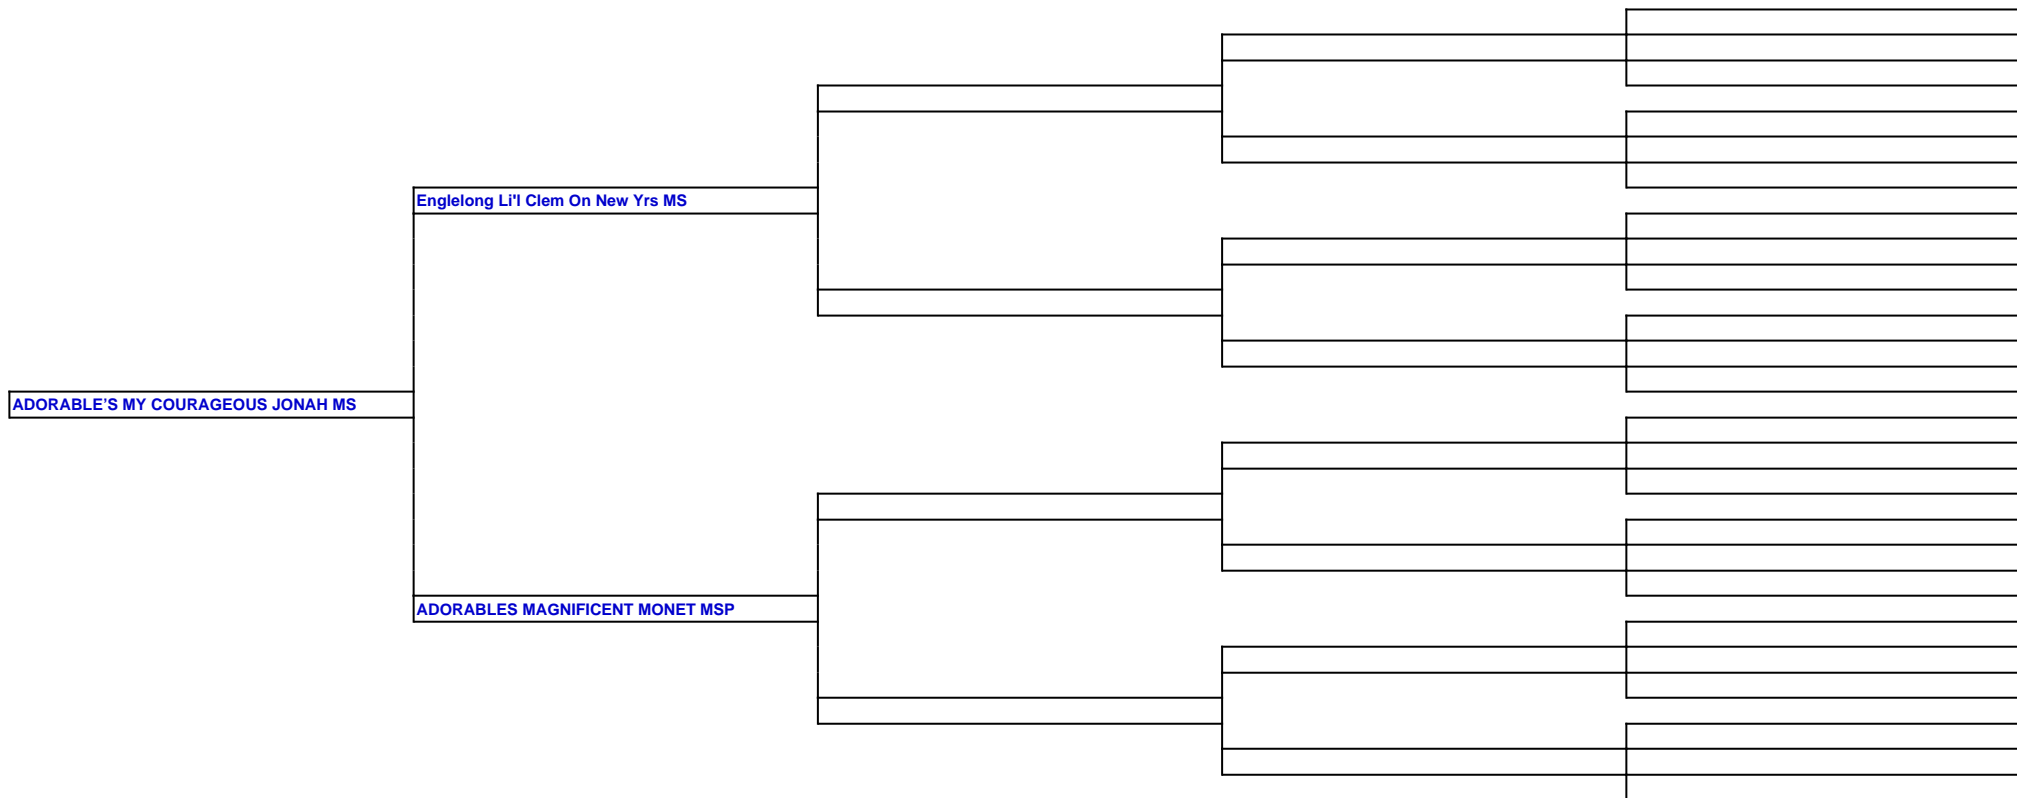 Englelong Li'l Clem On New Yrs MS
ADORABLE’S MY COURAGEOUS JONAH MS
ADORABLES MAGNIFICENT MONET MSP